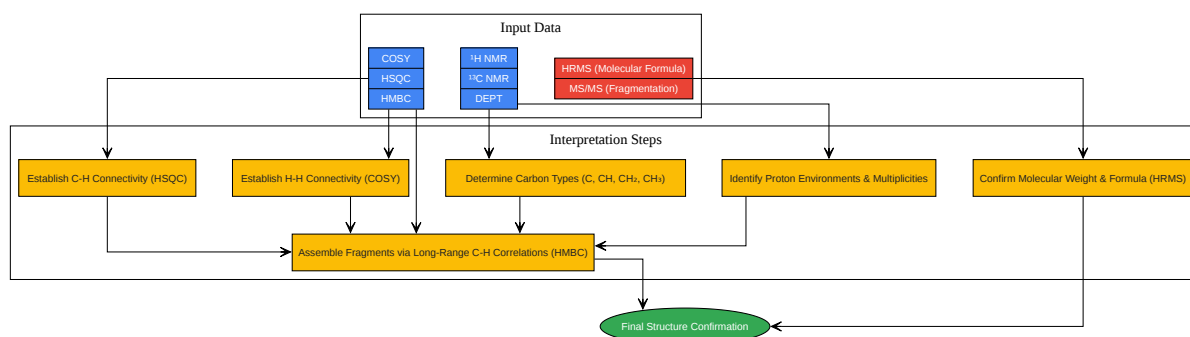 Input Data
COSY
HSQC
HMBC
¹H NMR
¹³C NMR
DEPT
HRMS (Molecular Formula)
MS/MS (Fragmentation)
Interpretation Steps
Establish C-H Connectivity (HSQC)
Establish H-H Connectivity (COSY)
Determine Carbon Types (C, CH, CH₂, CH₃)
Identify Proton Environments & Multiplicities
Confirm Molecular Weight & Formula (HRMS)
Assemble Fragments via Long-Range C-H Correlations (HMBC)
Final Structure Confirmation